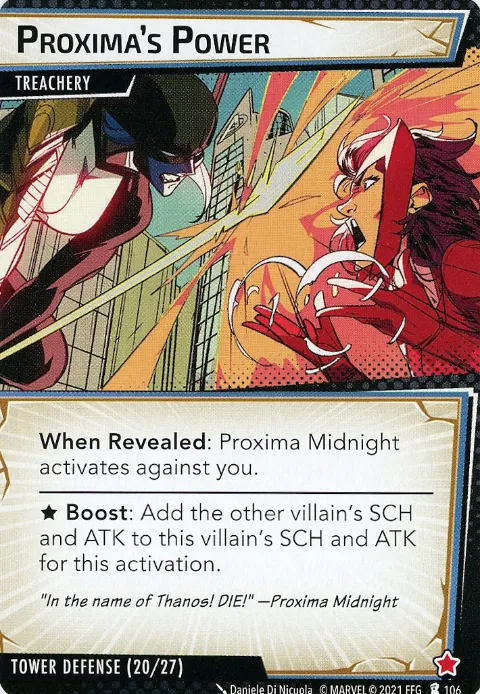 PROXIMA'S POWER
TREACHERY
When Revealed: Proxima Midnight
activates against you.
★ Boost: Add the other villain's SCH
and ATK to this villain's SCH and ATK
for this activation.
"In the name of Thanos! DIE!" —Proxima Midnight
TOWER DEFENSE (20/27)
Daniele Di Nicuolo © MARVEL © 2021 FFG 106